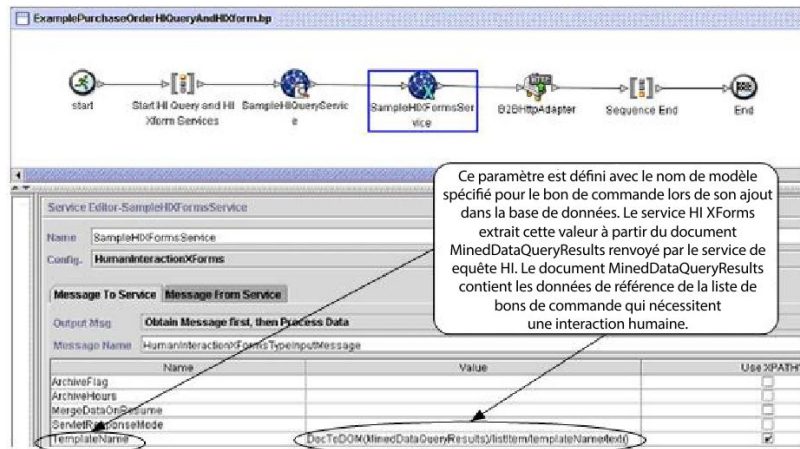 ExamplePurchaseOrderHIQueryAndHIXform.bp
start
Start HI Query and HI
Xform Services
SampleHIQueryServic
e
SampleHIXFormsSer
vice
B2BHttpAdapter
Sequence End
End
Ce paramètre est défini avec le nom de modèle
spécifié pour le bon de commande lors de son ajout
dans la base de données. Le service HI XForms
extrait cette valeur à partir du document
MinedDataQueryResults renvoyé par le service de
equête HI. Le document MinedDataQueryResults
contient les données de référence de la liste de
bons de commande qui nécessitent
une interaction humaine.
Service Editor-SampleHIXFormsService
Name SampleHIXFormsService
Config. HumanInteractionXForms
Message To Service Message From Service
Output Msg Obtain Message first, then Process Data
Message Name HumanInteractionXFormsTypeInputMessage
Name Value Use XPATH?
ArchiveFlag
ArchiveHours
MergeDataOnResume
ServletResponseMode
TemplateName DocToDOM(MinedDataQueryResults)/listItem/templateName/text()